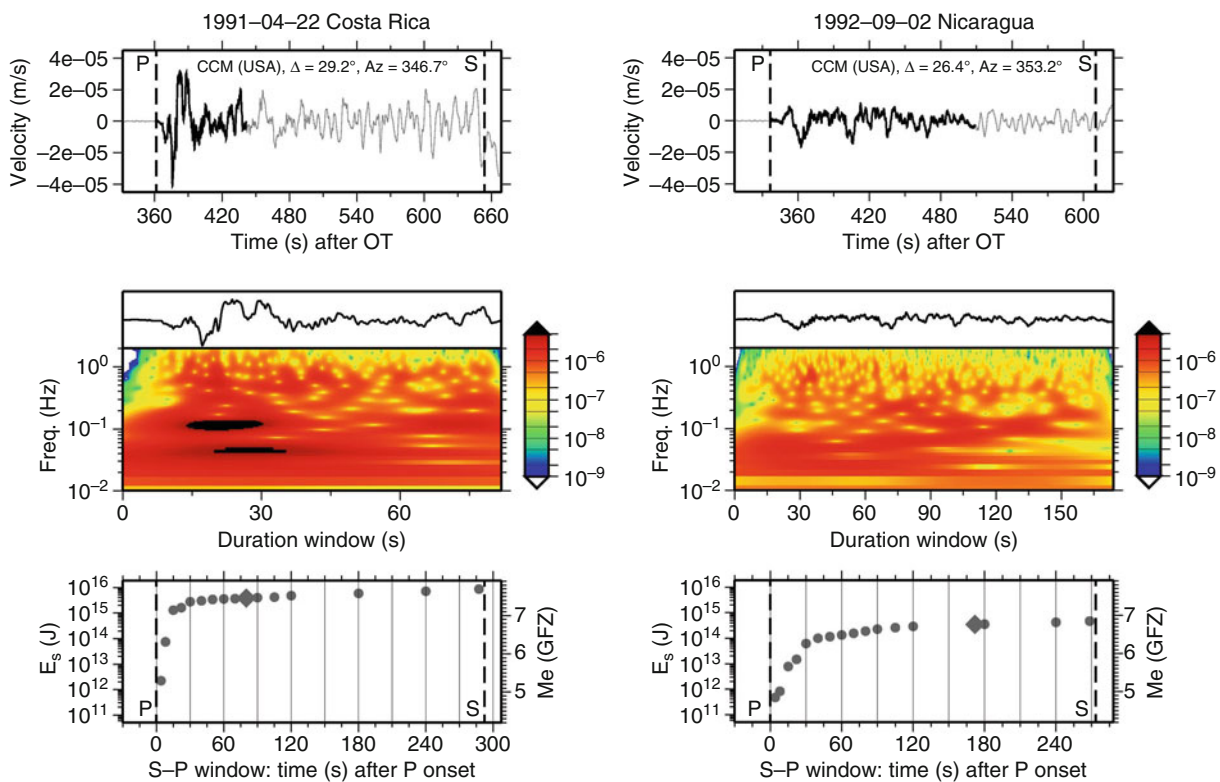 1991–04–22 Costa Rica
1992–09–02 Nicaragua
4e–05
2e–05
0
–2e–05
–4e–05
Velocity (m/s)
P
CCM (USA), Δ = 29.2°, Az = 346.7°
S
360 420 480 540 600 660
Time (s) after OT
4e–05
2e–05
0
–2e–05
–4e–05
Velocity (m/s)
P
CCM (USA), Δ = 26.4°, Az = 353.2°
S
360 420 480 540 600
Time (s) after OT
10⁰
10⁻¹
10⁻²
Freq. (Hz)
0 30 60
Duration window (s)
10⁻⁶
10⁻⁷
10⁻⁸
10⁻⁹
10⁰
10⁻¹
10⁻²
Freq. (Hz)
0 30 60 90 120 150
Duration window (s)
10⁻⁶
10⁻⁷
10⁻⁸
10⁻⁹
10¹⁶
10¹⁵
10¹⁴
10¹³
10¹²
10¹¹
Eₛ (J)
P
S
7
6
5
Me (GFZ)
0 60 120 180 240 300
S–P window: time (s) after P onset
10¹⁶
10¹⁵
10¹⁴
10¹³
10¹²
10¹¹
Eₛ (J)
P
S
7
6
5
Me (GFZ)
0 60 120 180 240
S–P window: time (s) after P onset